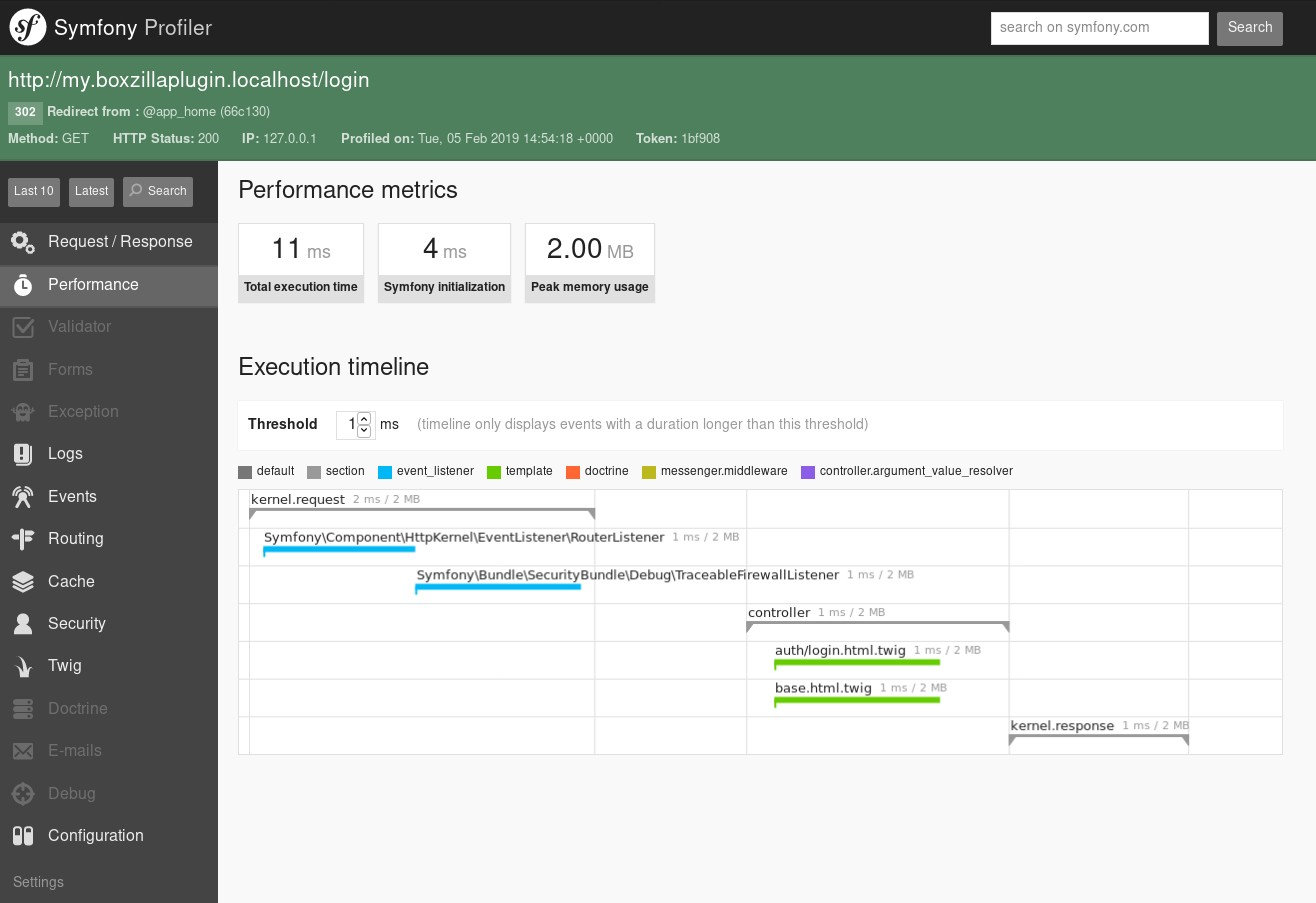 sf Symfony Profiler
search on symfony.com Search
http://my.boxzillaplugin.localhost/login
302 Redirect from : @app_home (66c130)
Method: GET HTTP Status: 200 IP: 127.0.0.1 Profiled on: Tue, 05 Feb 2019 14:54:18 +0000 Token: 1bf908
Last 10 Latest Search
Request / Response
Performance
Validator
Forms
Exception
Logs
Events
Routing
Cache
Security
Twig
Doctrine
E-mails
Debug
Configuration
Settings
Performance metrics
11 ms
Total execution time
4 ms
Symfony initialization
2.00 MB
Peak memory usage
Execution timeline
Threshold 1 ms (timeline only displays events with a duration longer than this threshold)
default section event_listener template doctrine messenger.middleware controller.argument_value_resolver
kernel.request 2 ms / 2 MB
Symfony\Component\HttpKernel\EventListener\RouterListener 1 ms / 2 MB
Symfony\Bundle\SecurityBundle\Debug\TraceableFirewallListener 1 ms / 2 MB
controller 1 ms / 2 MB
auth/login.html.twig 1 ms / 2 MB
base.html.twig 1 ms / 2 MB
kernel.response 1 ms / 2 MB